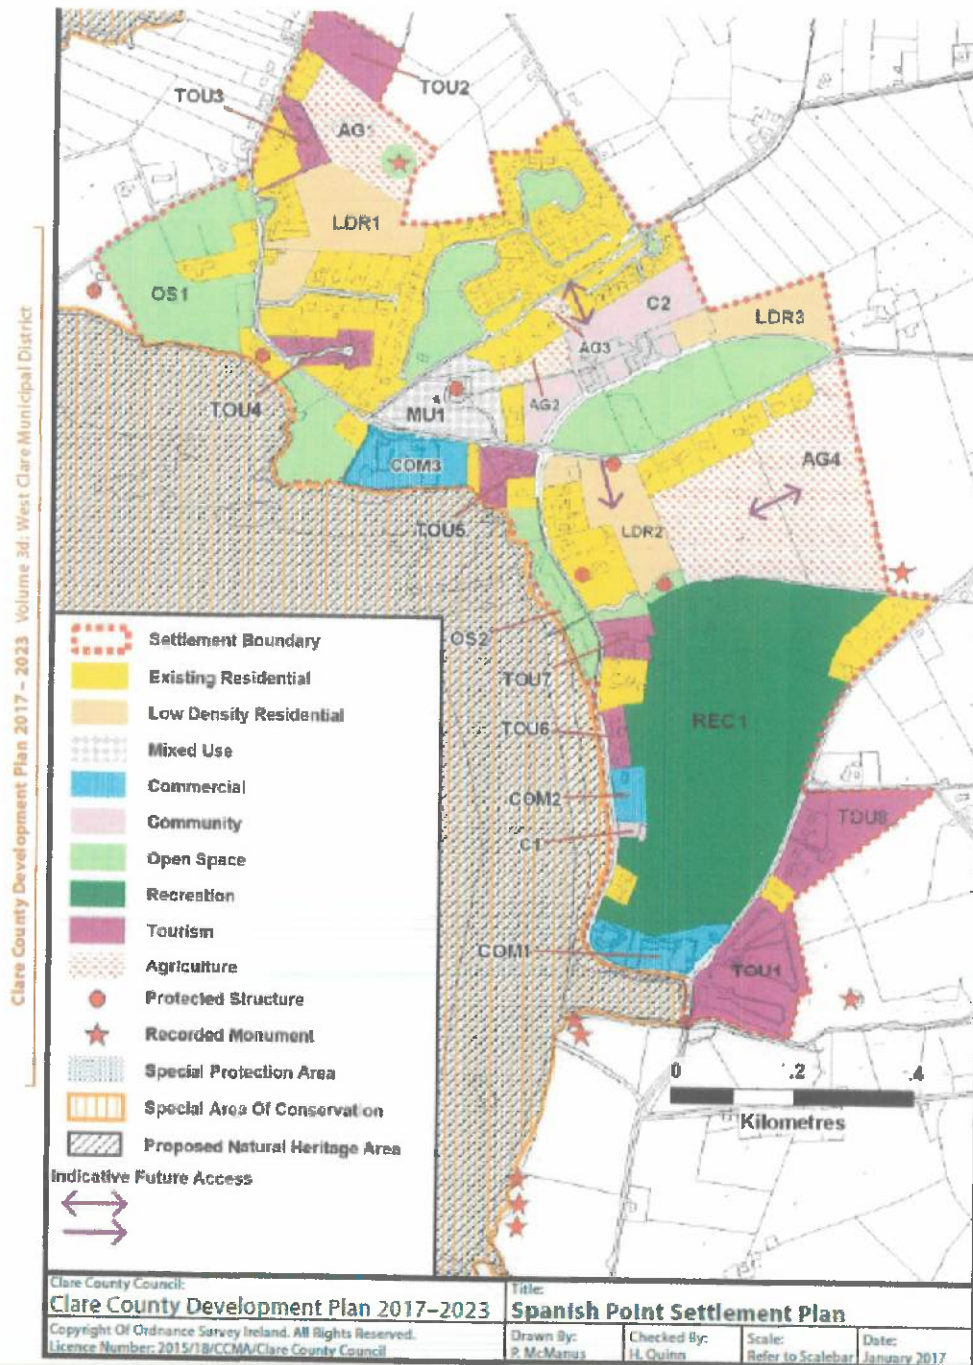 Clare County Development Plan 2017 – 2023 Volume 3d: West Clare Municipal District
TOU2
TOU3
AG1
LDR1
OS1
C2
LDR3
AG3
TOU4
MU1
AG2
COM3
AG4
TOU5
LDR2
OS2
TOU7
TOU6
REC1
COM2
C1
TOU8
COM1
TOU1
Settlement Boundary
Existing Residential
Low Density Residential
Mixed Use
Commercial
Community
Open Space
Recreation
Tourism
Agriculture
Protected Structure
Recorded Monument
Special Protection Area
Special Area Of Conservation
Proposed Natural Heritage Area
Indicative Future Access
0 .2 .4
Kilometres
Clare County Council:
Clare County Development Plan 2017–2023
Copyright Of Ordnance Survey Ireland. All Rights Reserved.
Licence Number: 2015/18/CCMA/Clare County Council
Title:
Spanish Point Settlement Plan
Drawn By:
P. McManus
Checked By:
H. Quinn
Scale:
Refer to Scalebar
Date:
January 2017